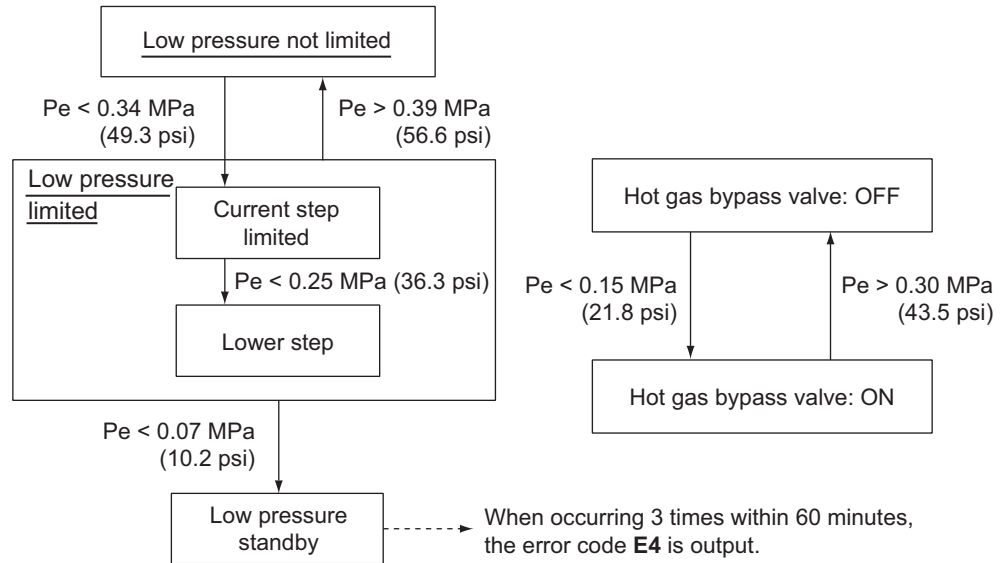 Low pressure not limited
Pe < 0.34 MPa
(49.3 psi)
Pe > 0.39 MPa
(56.6 psi)
Low pressure
limited
Current step
limited
Pe < 0.25 MPa (36.3 psi)
Lower step
Pe < 0.07 MPa
(10.2 psi)
Low pressure
standby
When occurring 3 times within 60 minutes,
the error code E4 is output.
Hot gas bypass valve: OFF
Pe < 0.15 MPa
(21.8 psi)
Pe > 0.30 MPa
(43.5 psi)
Hot gas bypass valve: ON